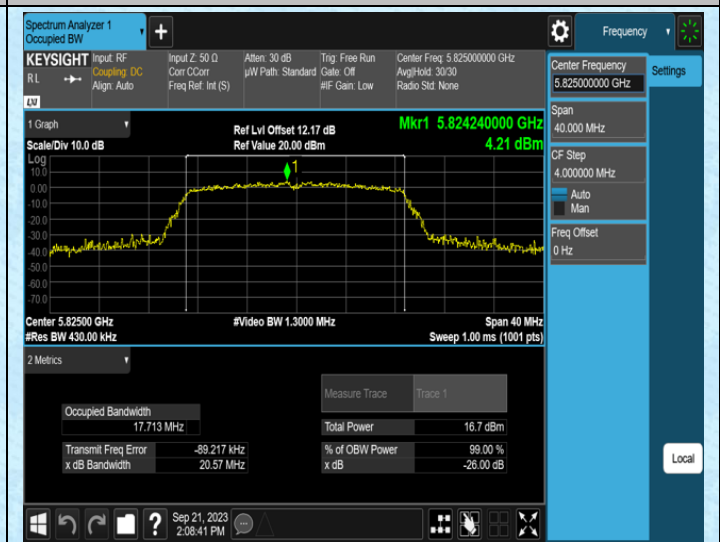 Spectrum Analyzer 1
Occupied BW
Frequency
KEYSIGHT
R L
LXI
Input: RF
Coupling: DC
Align: Auto
Input Z: 50 Ω
Corr CCorr
Freq Ref: Int (S)
Atten: 30 dB
µW Path: Standard
Trig: Free Run
Gate: Off
#IF Gain: Low
Center Freq: 5.825000000 GHz
Avg|Hold: 30/30
Radio Std: None
Center Frequency
5.825000000 GHz
Settings
Span
40.000 MHz
CF Step
4.000000 MHz
Auto
Man
Freq Offset
0 Hz
Local
1 Graph
Scale/Div 10.0 dB
Ref Lvl Offset 12.17 dB
Ref Value 20.00 dBm
Mkr1 5.824240000 GHz
4.21 dBm
Log
10.0
0.00
-10.0
-20.0
-30.0
-40.0
-50.0
-60.0
-70.0
1
Center 5.82500 GHz
#Res BW 430.00 kHz
#Video BW 1.3000 MHz
Span 40 MHz
Sweep 1.00 ms (1001 pts)
2 Metrics
Measure Trace Trace 1
Occupied Bandwidth
17.713 MHz
Total Power 16.7 dBm
Transmit Freq Error -89.217 kHz
% of OBW Power 99.00 %
x dB Bandwidth 20.57 MHz
x dB -26.00 dB
?
Sep 21, 2023
2:08:41 PM